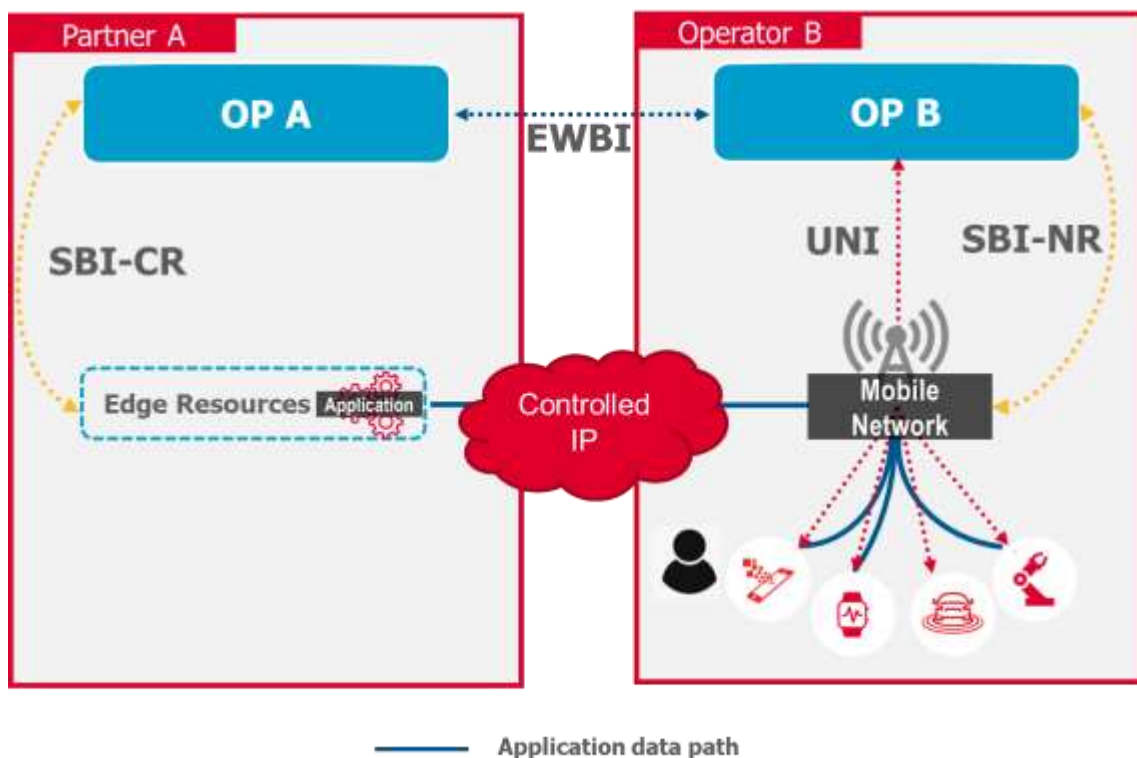 Partner A
Operator B
OP A
OP B
EWBI
UNI
SBI-NR
SBI-CR
Edge Resources
Application
Controlled
IP
Mobile
Network
Application data path